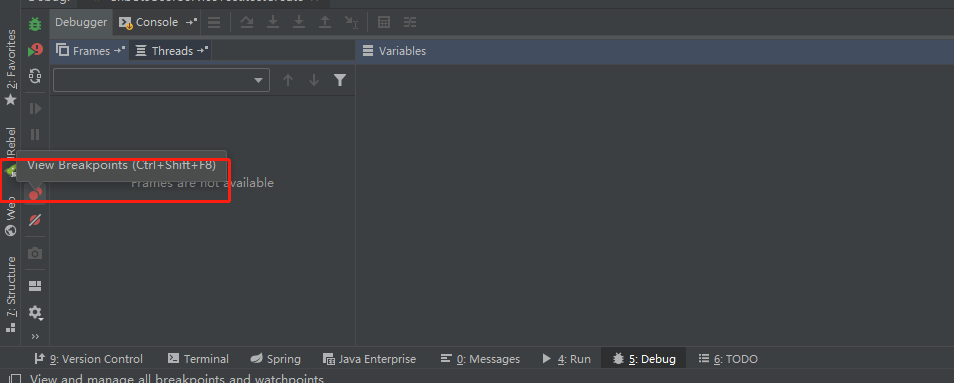 Debugger
Console
Frames
Threads
Variables
2: Favorites
JRebel
View Breakpoints (Ctrl+Shift+F8)
Frames are not available
Web
7: Structure
9: Version Control
Terminal
Spring
Java Enterprise
0: Messages
4: Run
5: Debug
6: TODO
View and manage all breakpoints and watchpoints